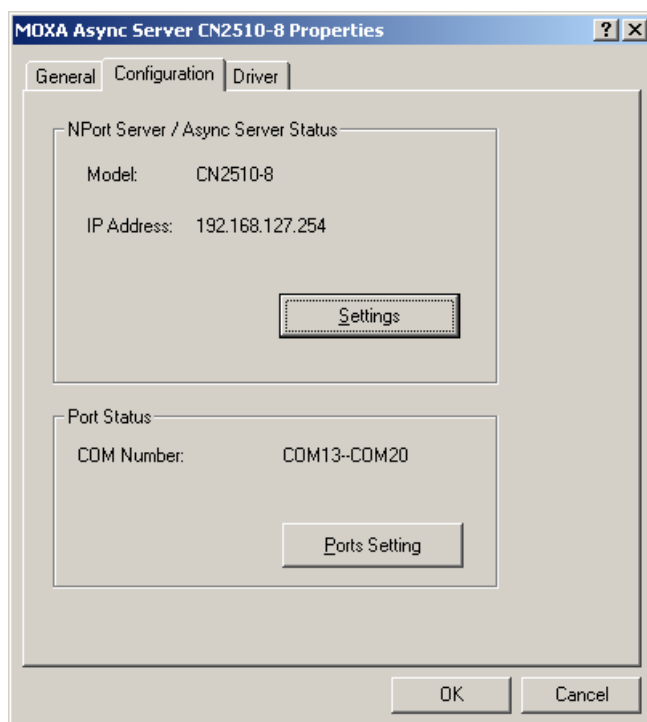 MOXA Async Server CN2510-8 Properties
General Configuration Driver
NPort Server / Async Server Status
Model: CN2510-8
IP Address: 192.168.127.254
Settings
Port Status
COM Number: COM13--COM20
Ports Setting
OK Cancel